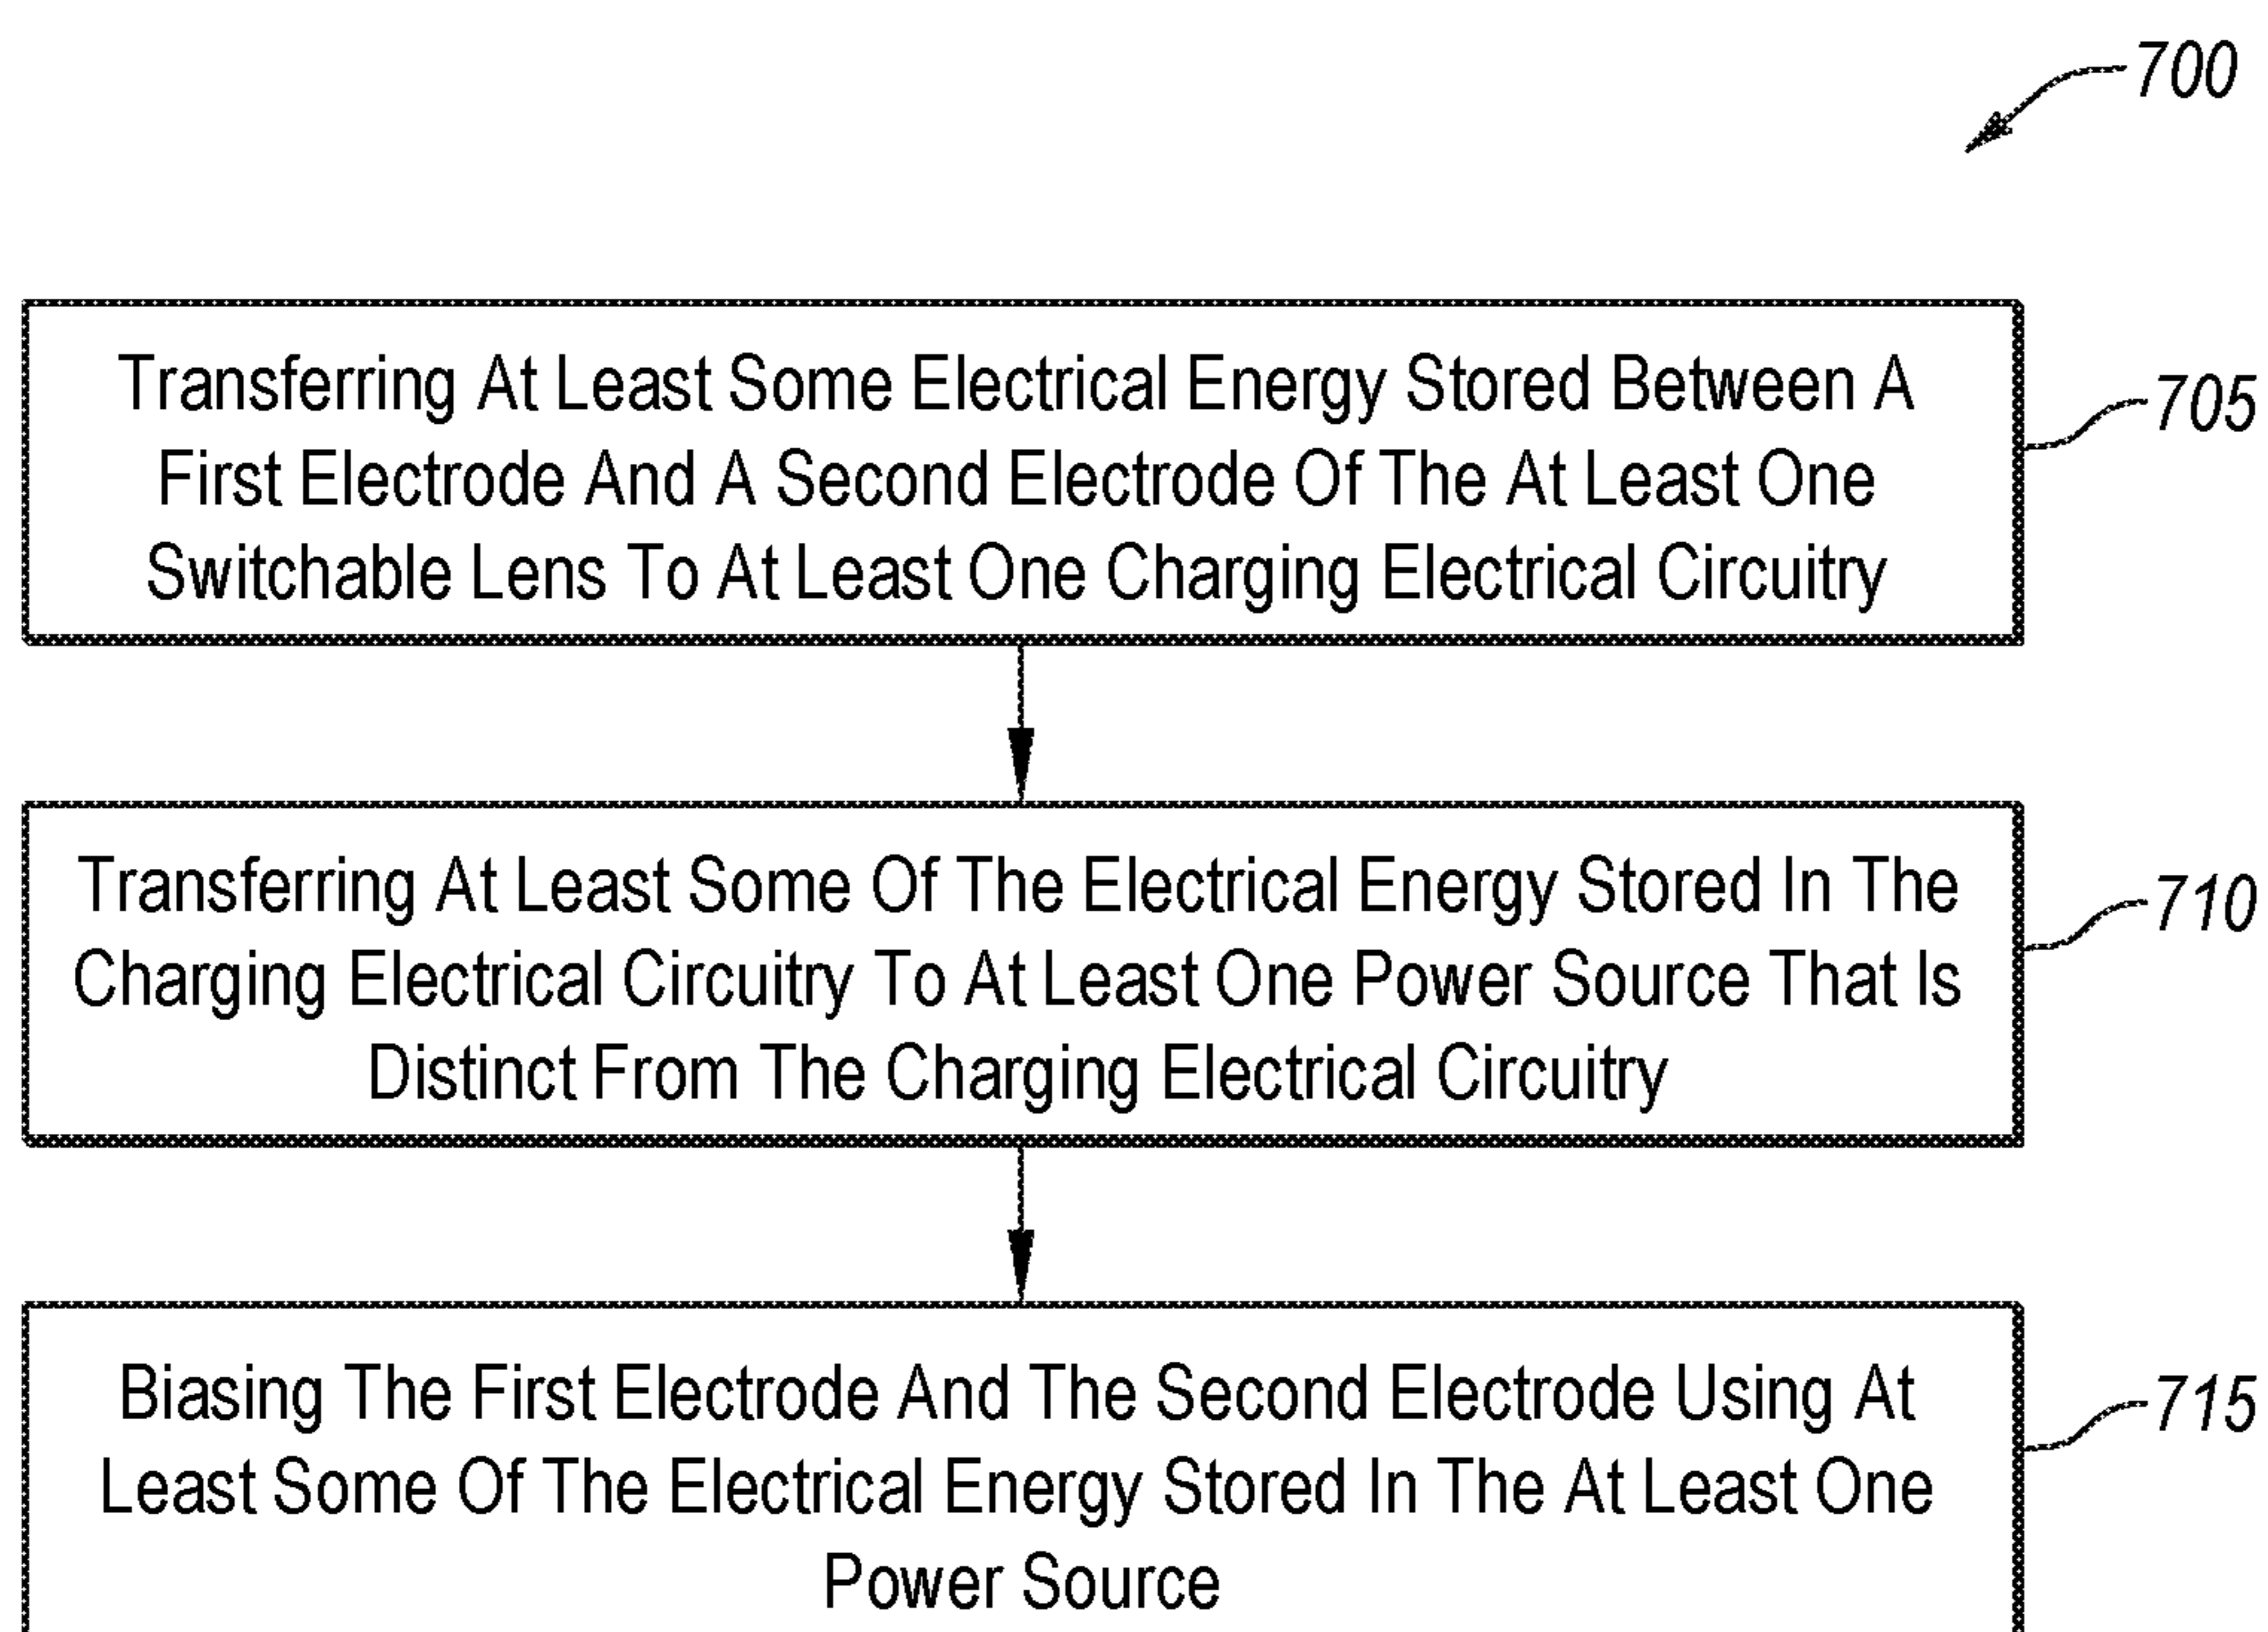 700
Transferring At Least Some Electrical Energy Stored Between A
First Electrode And A Second Electrode Of The At Least One
Switchable Lens To At Least One Charging Electrical Circuitry
705
Transferring At Least Some Of The Electrical Energy Stored In The
Charging Electrical Circuitry To At Least One Power Source That Is
Distinct From The Charging Electrical Circuitry
710
Biasing The First Electrode And The Second Electrode Using At
Least Some Of The Electrical Energy Stored In The At Least One
Power Source
715